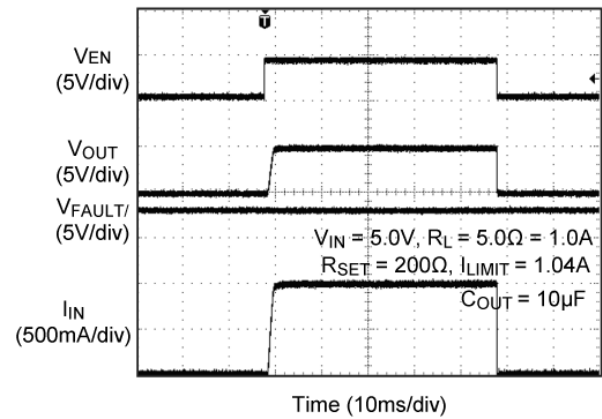 T
VEN
(5V/div)
VOUT
(5V/div)
VFAULT/
(5V/div)
VIN = 5.0V, RL = 5.0Ω = 1.0A
RSET = 200Ω, ILIMIT = 1.04A
COUT = 10µF
IIN
(500mA/div)
Time (10ms/div)